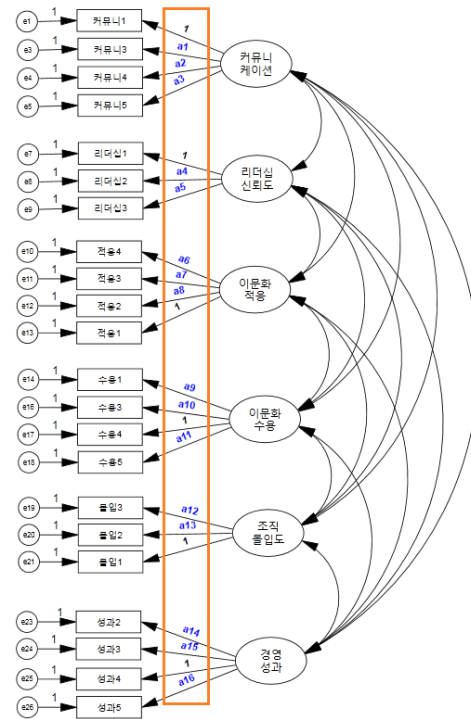 e1 1 커뮤니1 1
e3 1 커뮤니3 a1
e4 1 커뮤니4 a2
e5 1 커뮤니5 a3
커뮤니
케이션
e7 1 리더십1 1
e8 1 리더십2 a4
e9 1 리더십3 a5
리더십
신뢰도
e10 1 적응4 a6
e11 1 적응3 a7
e12 1 적응2 a8
e13 1 적응1 1
이문화
적응
e14 1 수용1 a9
e16 1 수용3 a10
e17 1 수용4 1
e18 1 수용5 a11
이문화
수용
e19 1 몰입3 a12
e20 1 몰입2 a13
e21 1 몰입1 1
조직
몰입도
e23 1 성과2 a14
e24 1 성과3 a15
e25 1 성과4 1
e26 1 성과5 a16
경영
성과